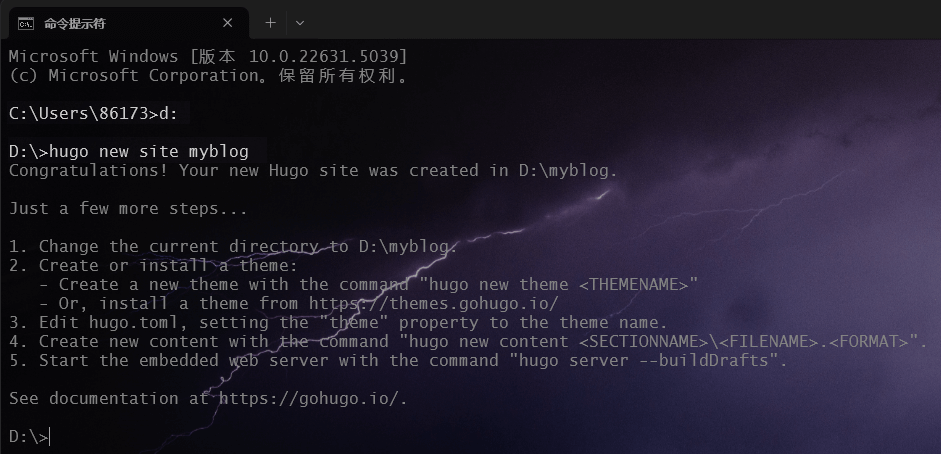 命令提示符
Microsoft Windows [版本 10.0.22631.5039]
(c) Microsoft Corporation。保留所有权利。
C:\Users\86173>d:
D:\>hugo new site myblog
Congratulations! Your new Hugo site was created in D:\myblog.
Just a few more steps...
1. Change the current directory to D:\myblog.
2. Create or install a theme:
   - Create a new theme with the command "hugo new theme <THEMENAME>"
   - Or, install a theme from https://themes.gohugo.io/
3. Edit hugo.toml, setting the "theme" property to the theme name.
4. Create new content with the command "hugo new content <SECTIONNAME>\<FILENAME>.<FORMAT>".
5. Start the embedded web server with the command "hugo server --buildDrafts".
See documentation at https://gohugo.io/.
D:\>